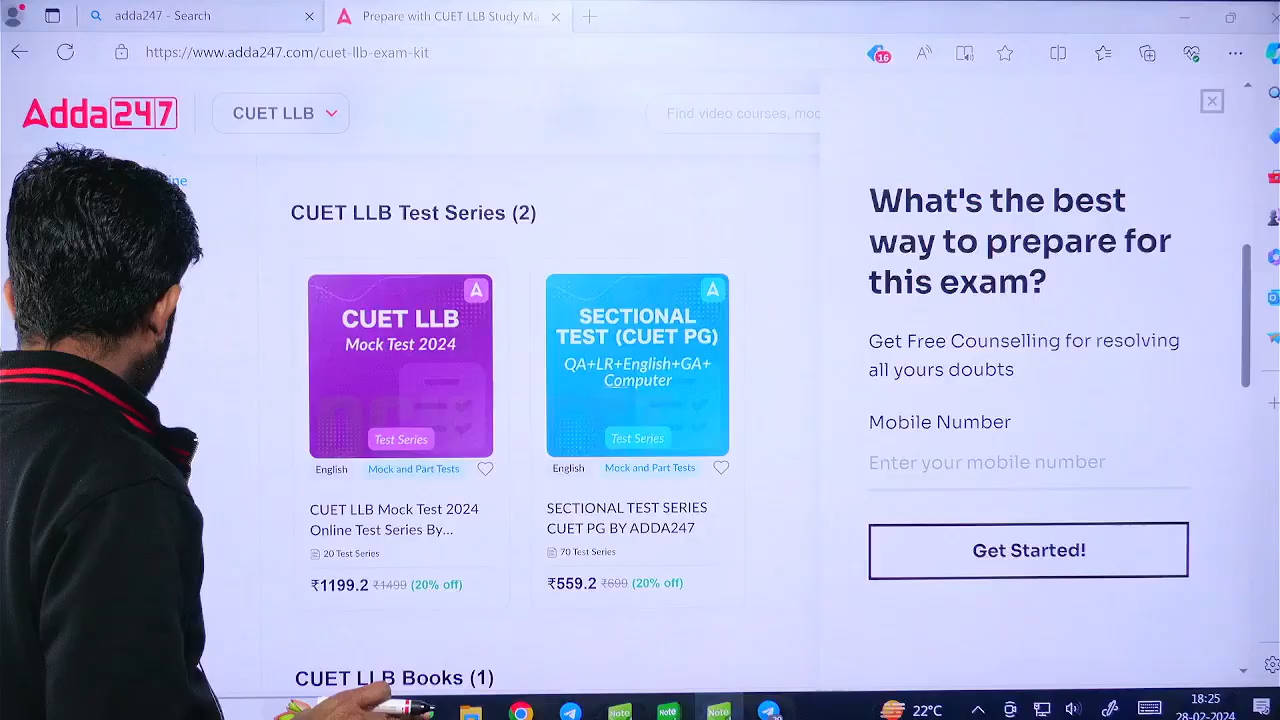 adda247 - Search
Prepare with CUET LLB Study Ma
https://www.adda247.com/cuet-llb-exam-kit
16
Adda247
CUET LLB
Find video courses, moc
ne
CUET LLB Test Series (2)
CUET LLB
Mock Test 2024
Test Series
English
Mock and Part Tests
CUET LLB Mock Test 2024
Online Test Series By...
20 Test Series
₹1199.2 ₹1499 (20% off)
SECTIONAL
TEST (CUET PG)
QA+LR+English+GA+
Computer
Test Series
English
Mock and Part Tests
SECTIONAL TEST SERIES
CUET PG BY ADDA247
70 Test Series
₹559.2 ₹699 (20% off)
CUET LLB Books (1)
What's the best
way to prepare for
this exam?
Get Free Counselling for resolving
all yours doubts
Mobile Number
Enter your mobile number
Get Started!
Note
Note
Note
22°C
18:25
28-02-2024